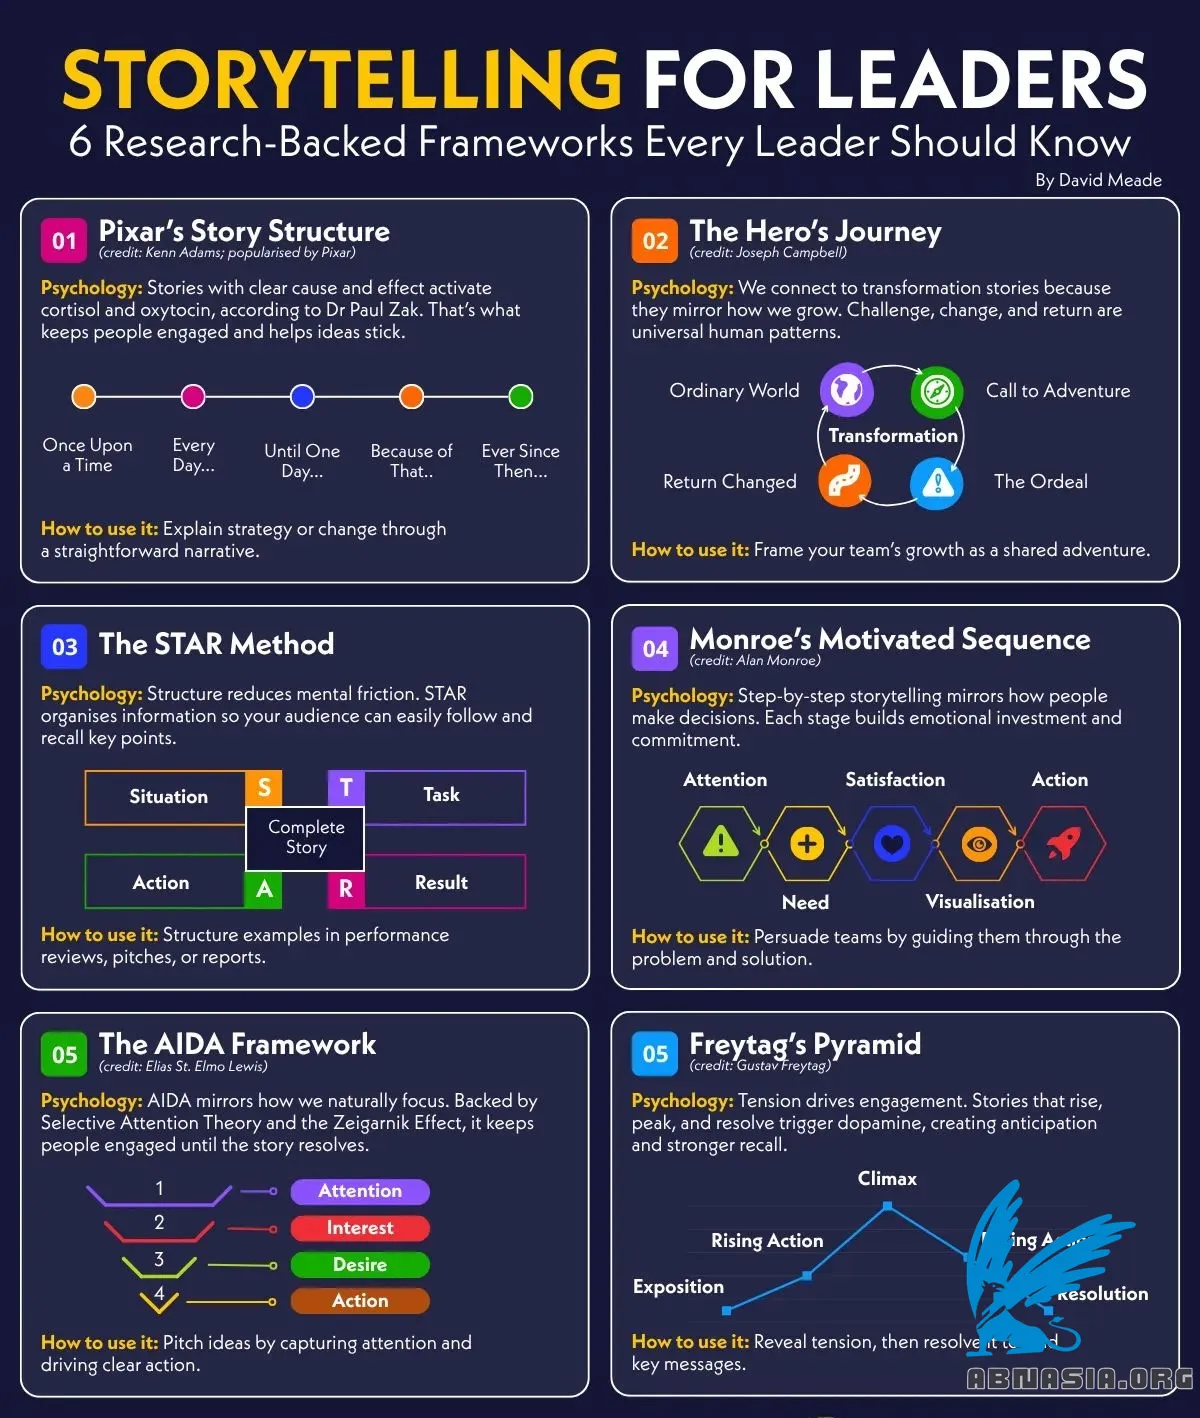 STORYTELLING FOR LEADERS
6 Research-Backed Frameworks Every Leader Should Know
By David Meade
01
Pixar's Story Structure
(credit: Kenn Adams; popularised by Pixar)
Psychology: Stories with clear cause and effect activate
cortisol and oxytocin, according to Dr Paul Zak. That's what
keeps people engaged and helps ideas stick.
Once Upon
a Time
Every
Day...
Until One
Day...
Because of
That..
Ever Since
Then...
How to use it: Explain strategy or change through
a straightforward narrative.
02
The Hero's Journey
(credit: Joseph Campbell)
Psychology: We connect to transformation stories because
they mirror how we grow. Challenge, change, and return are
universal human patterns.
Ordinary World
Call to Adventure
Transformation
Return Changed
The Ordeal
How to use it: Frame your team's growth as a shared adventure.
03
The STAR Method
Psychology: Structure reduces mental friction. STAR
organises information so your audience can easily follow and
recall key points.
Situation
S
T
Task
Complete
Story
Action
A
R
Result
How to use it: Structure examples in performance
reviews, pitches, or reports.
04
Monroe's Motivated Sequence
(credit: Alan Monroe)
Psychology: Step-by-step storytelling mirrors how people
make decisions. Each stage builds emotional investment and
commitment.
Attention
Satisfaction
Action
Need
Visualisation
How to use it: Persuade teams by guiding them through the
problem and solution.
05
The AIDA Framework
(credit: Elias St. Elmo Lewis)
Psychology: AIDA mirrors how we naturally focus. Backed by
Selective Attention Theory and the Zeigarnik Effect, it keeps
people engaged until the story resolves.
1
Attention
2
Interest
3
Desire
4
Action
How to use it: Pitch ideas by capturing attention and
driving clear action.
05
Freytag's Pyramid
(credit: Gustav Freytag)
Psychology: Tension drives engagement. Stories that rise,
peak, and resolve trigger dopamine, creating anticipation
and stronger recall.
Climax
Rising Action
Exposition
Resolution
How to use it: Reveal tension, then resolve it
key messages.
ABNASIA.ORG